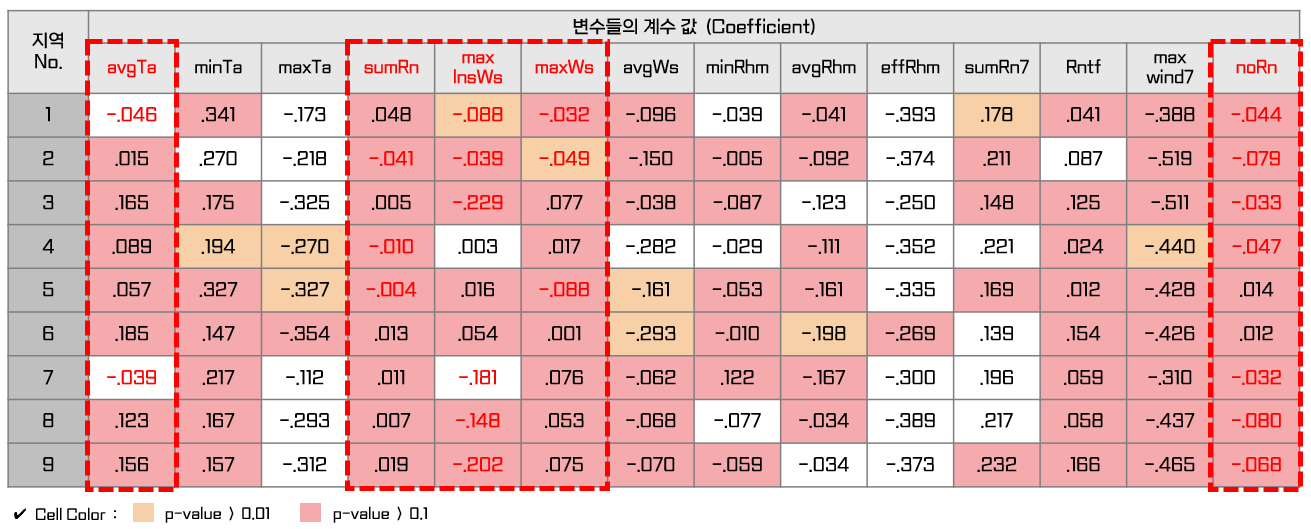 변수들의 계수 값 (Coefficient)
지역 No. avgTa minTa maxTa sumRn max InsWs maxWs avgWs minRhm avgRhm effRhm sumRn7 Rntf max wind7 noRn
1 -.046 .341 -.173 .048 -.088 -.032 -.096 -.039 -.041 -.393 .178 .041 -.388 -.044
2 .015 .270 -.218 -.041 -.039 -.049 -.150 -.005 -.092 -.374 .211 .087 -.519 -.079
3 .165 .175 -.325 .005 -.229 .077 -.038 -.087 -.123 -.250 .148 .125 -.511 -.033
4 .089 .194 -.270 -.010 .003 .017 -.282 -.029 -.111 -.352 .221 .024 -.440 -.047
5 .057 .327 -.327 -.004 .016 -.088 -.161 -.053 -.161 -.335 .169 .012 -.428 .014
6 .185 .147 -.354 .013 .054 .001 -.293 -.010 -.198 -.269 .139 .154 -.426 .012
7 -.039 .217 -.112 .011 -.181 .076 -.062 .122 -.167 -.300 .196 .059 -.310 -.032
8 .123 .167 -.293 .007 -.148 .053 -.068 -.077 -.034 -.389 .217 .058 -.437 -.080
9 .156 .157 -.312 .019 -.202 .075 -.070 -.059 -.034 -.373 .232 .166 -.465 -.068
✔ Cell Color : p-value > 0.01 p-value > 0.1